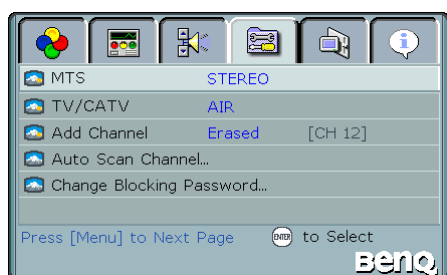 MTS STEREO
TV/CATV AIR
Add Channel Erased [CH 12]
Auto Scan Channel...
Change Blocking Password...
Press [Menu] to Next Page ENTER to Select
BenQ